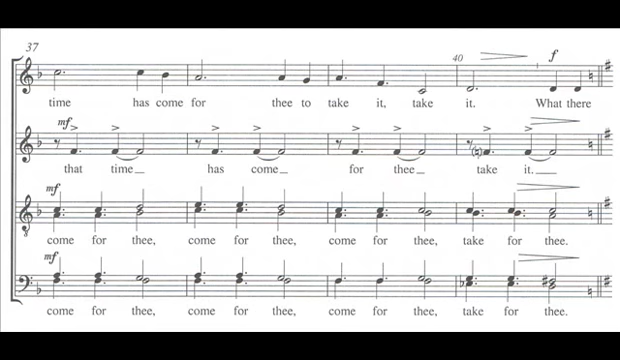 37
40
f
time has come for thee to take it, take it. What there
mf
that time has come for thee take it.
mf
come for thee, come for thee, come for thee, take for thee.
8
mf
come for thee, come for thee, come for thee, take for thee.